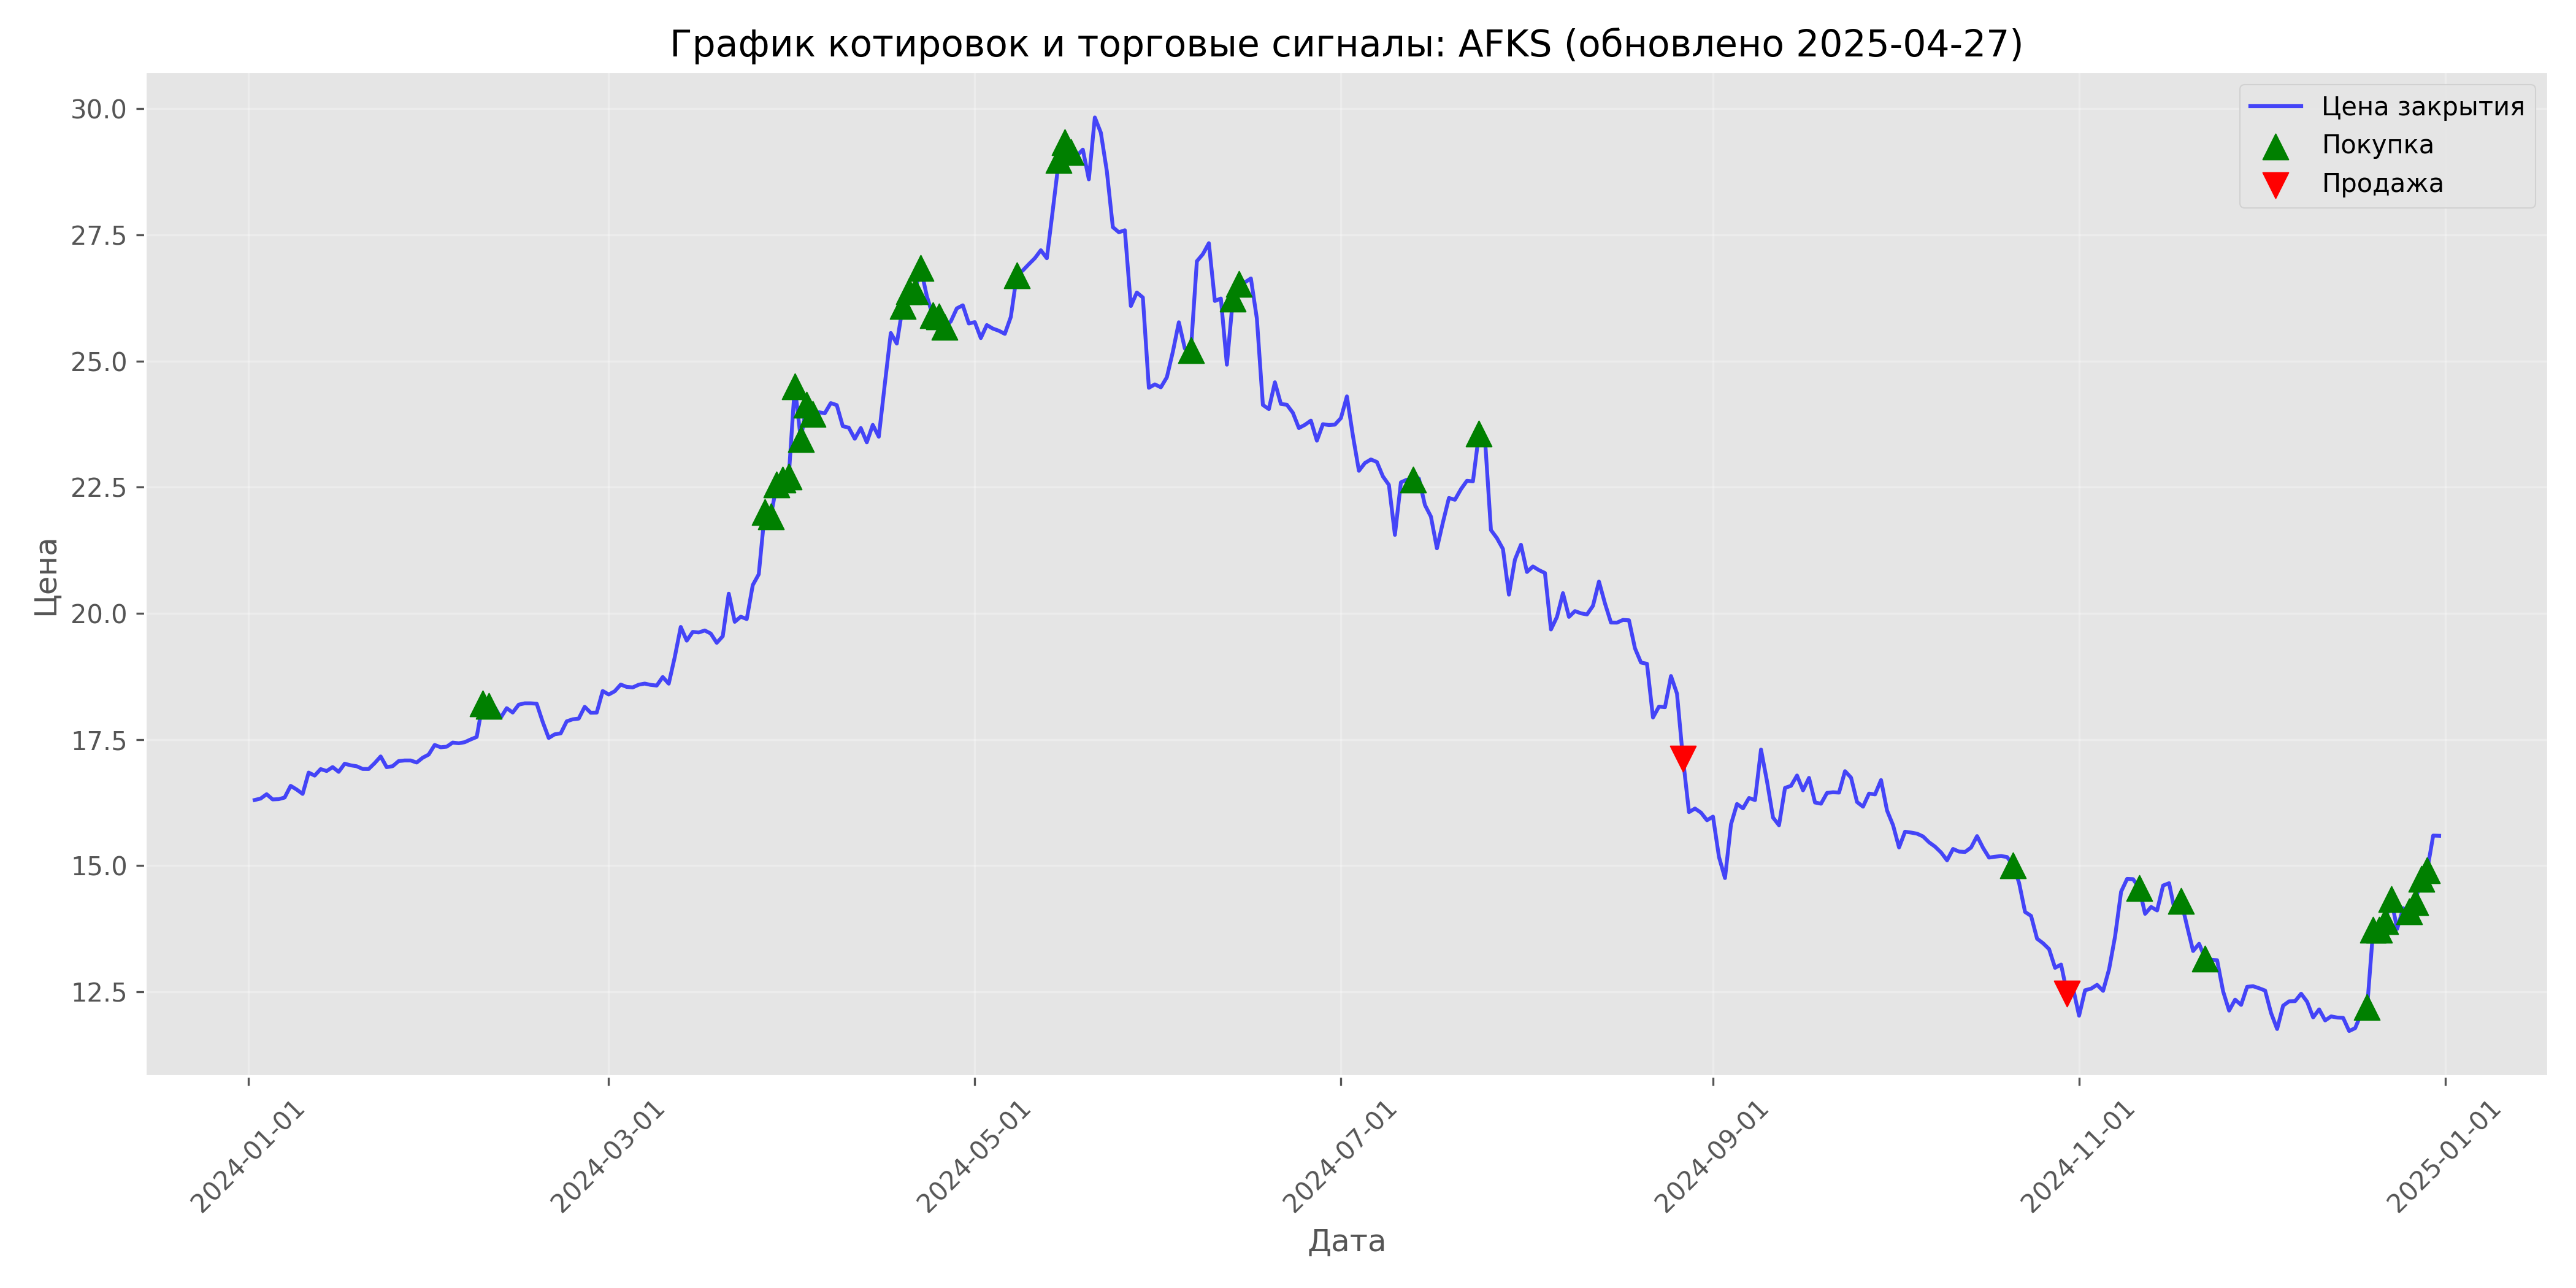 График котировок и торговые сигналы: AFKS (обновлено 2025-04-27)
Цена закрытия
Покупка
Продажа
Цена
30.0
27.5
25.0
22.5
20.0
17.5
15.0
12.5
2024-01-01
2024-03-01
2024-05-01
2024-07-01
2024-09-01
2024-11-01
2025-01-01
Дата